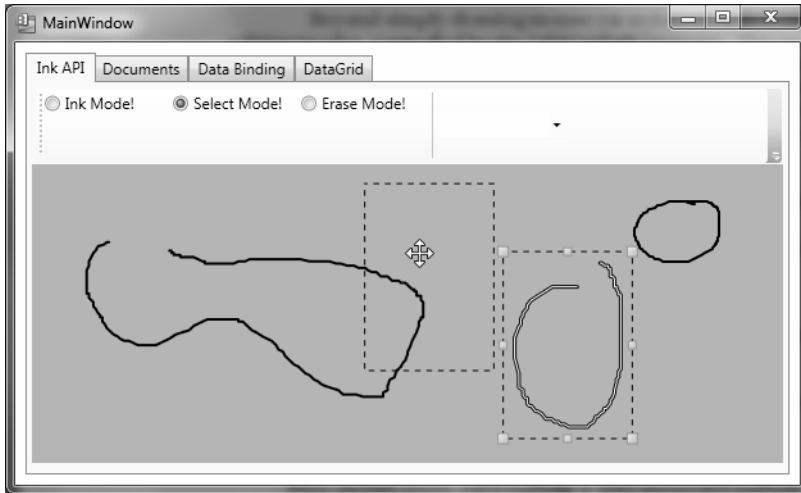 MainWindow
Ink API Documents Data Binding DataGrid
Ink Mode! Select Mode! Erase Mode!